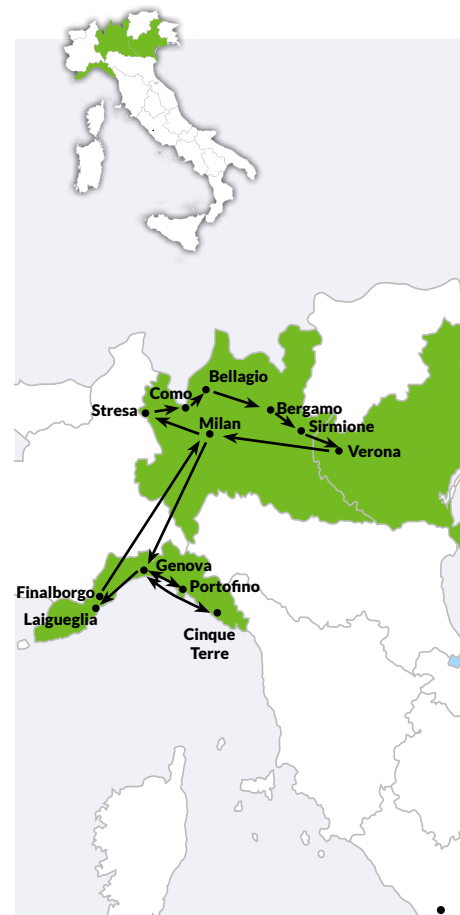 Bellagio
Como
Stresa
Bergamo
Milan
Sirmione
Verona
Genova
Portofino
Finalborgo
Laigueglia
Cinque
Terre